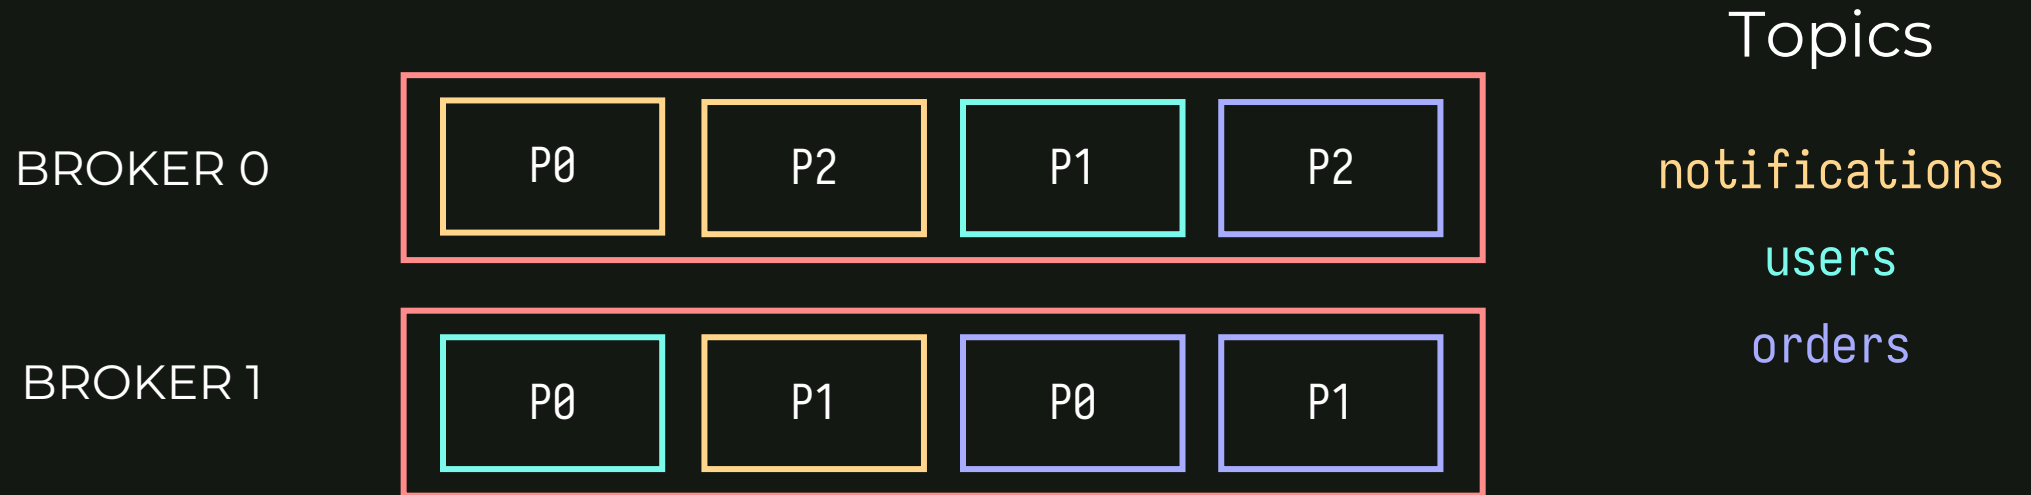 Topics
BROKER 0
P0
P2
P1
P2
notifications
users
BROKER 1
P0
P1
P0
P1
orders